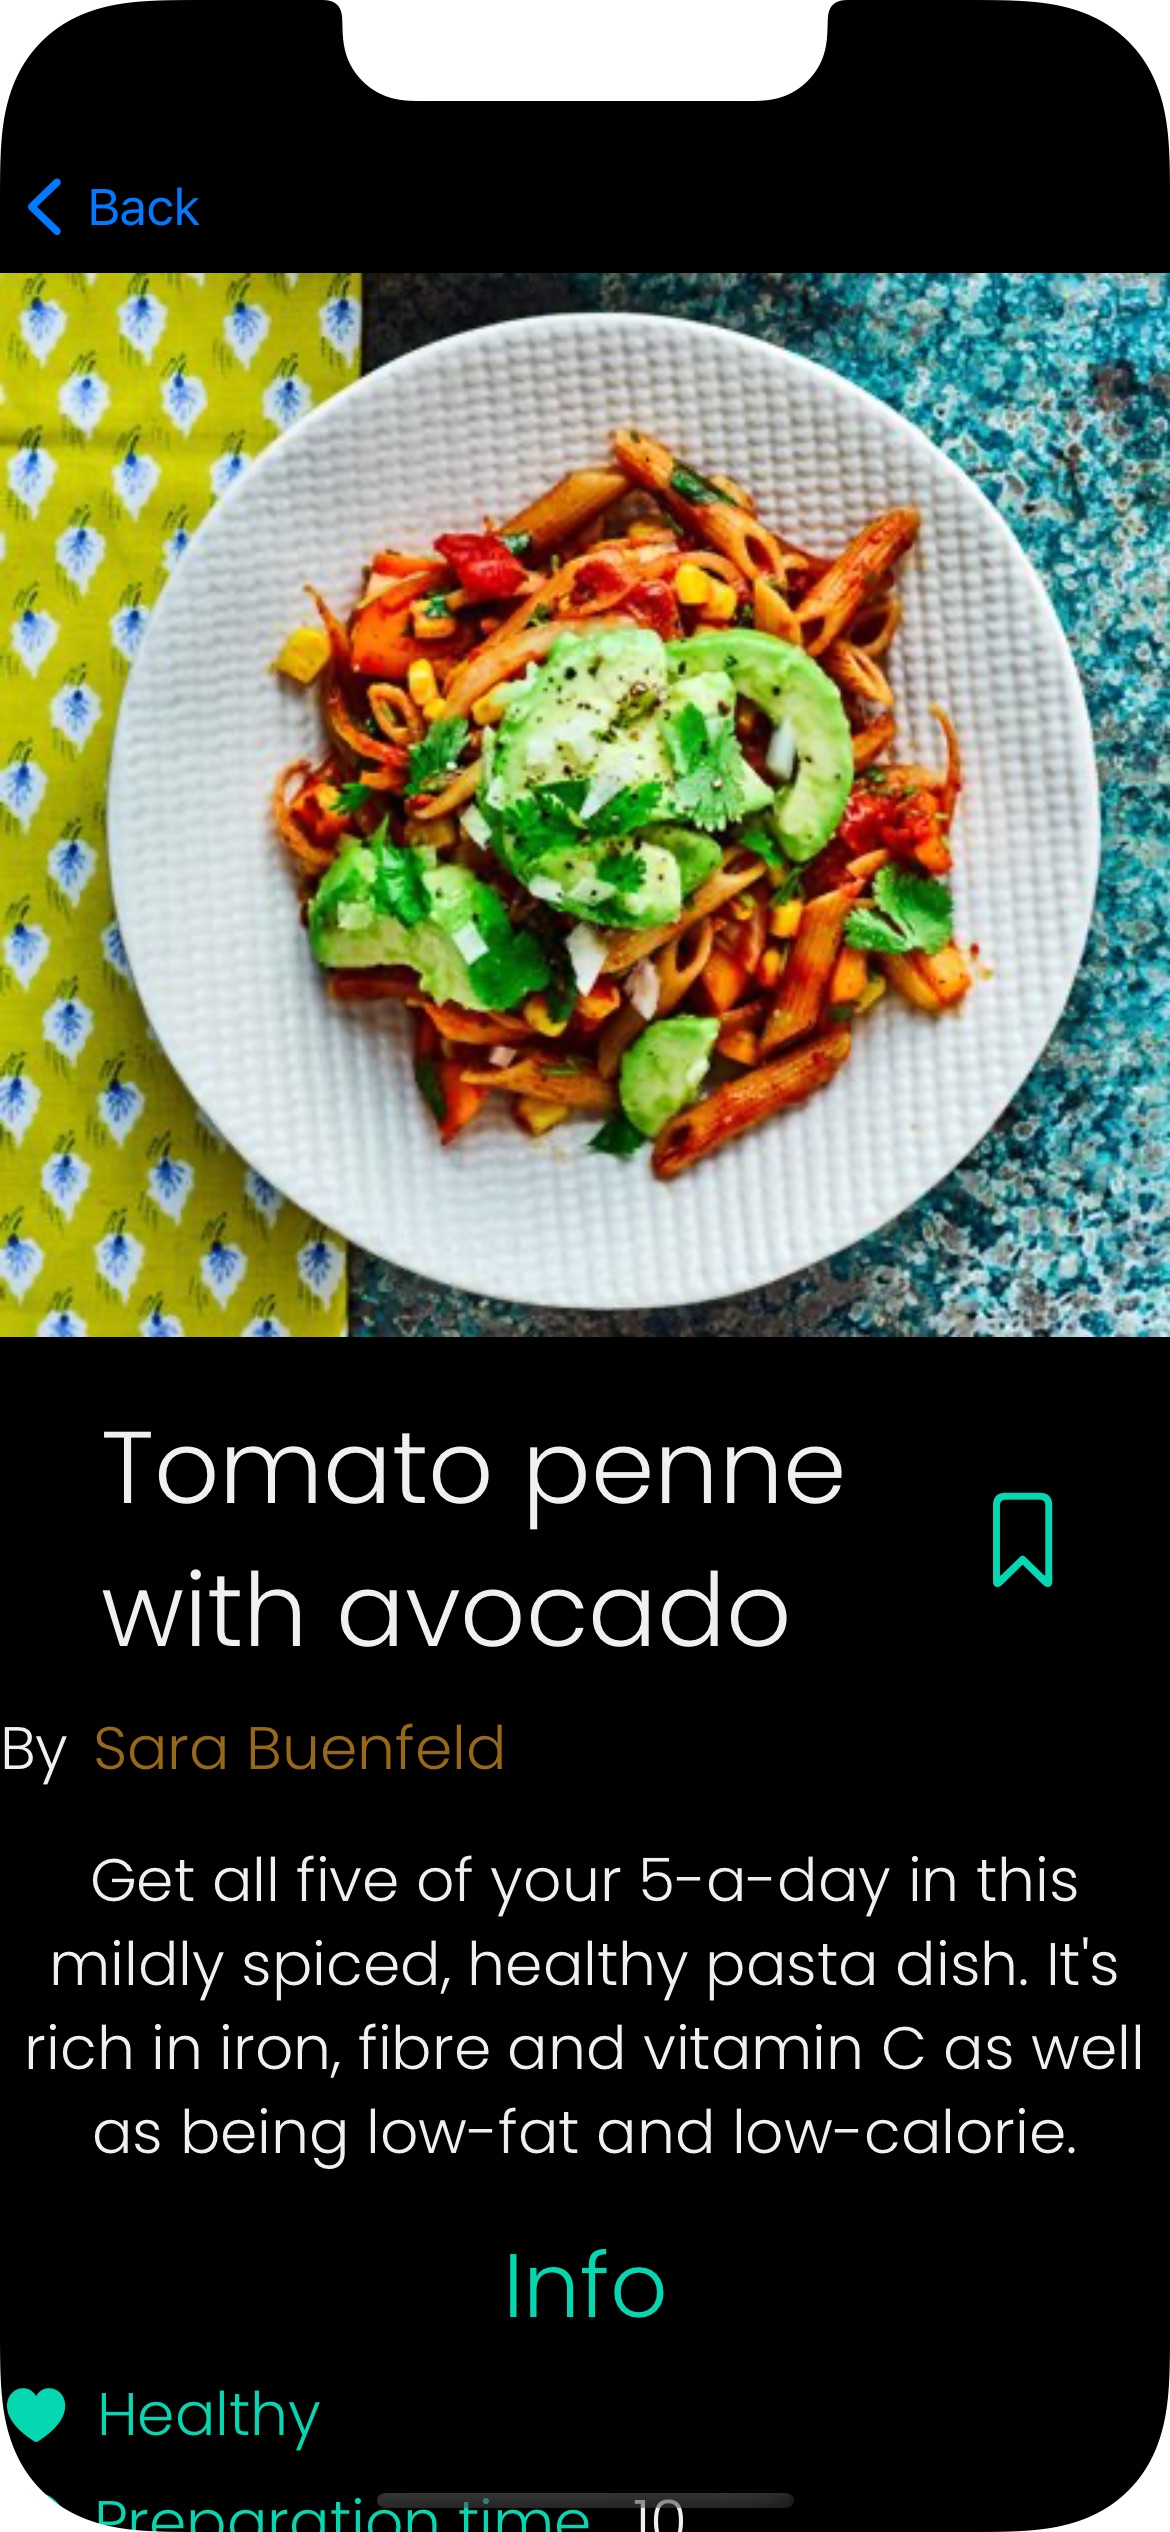 Back
Tomato penne
with avocado
By Sara Buenfeld
Get all five of your 5-a-day in this
mildly spiced, healthy pasta dish. It's
rich in iron, fibre and vitamin C as well
as being low-fat and low-calorie.
Info
Healthy
Preparation time 10